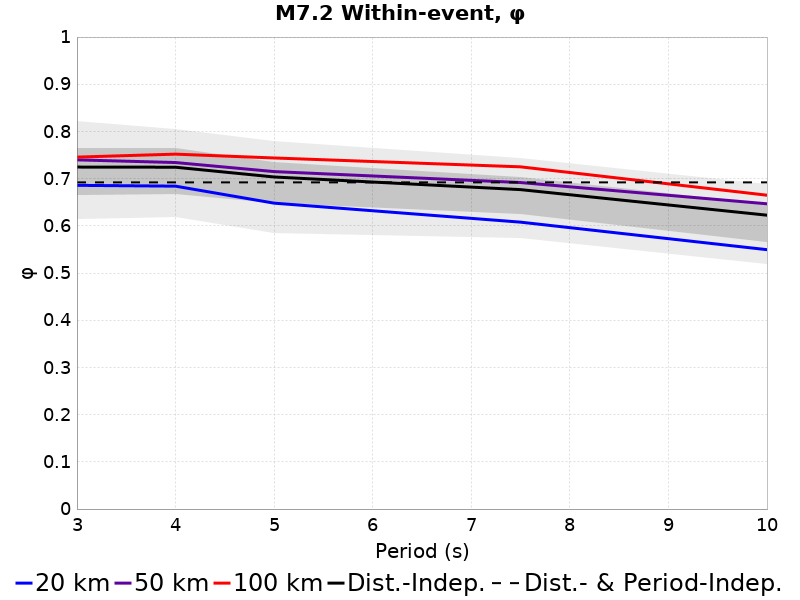 M7.2 Within-event, φ
1
0.9
0.8
0.7
0.6
0.5
0.4
0.3
0.2
0.1
0
φ
3 4 5 6 7 8 9 10
Period (s)
20 km 50 km 100 km Dist.-Indep. Dist.- & Period-Indep.